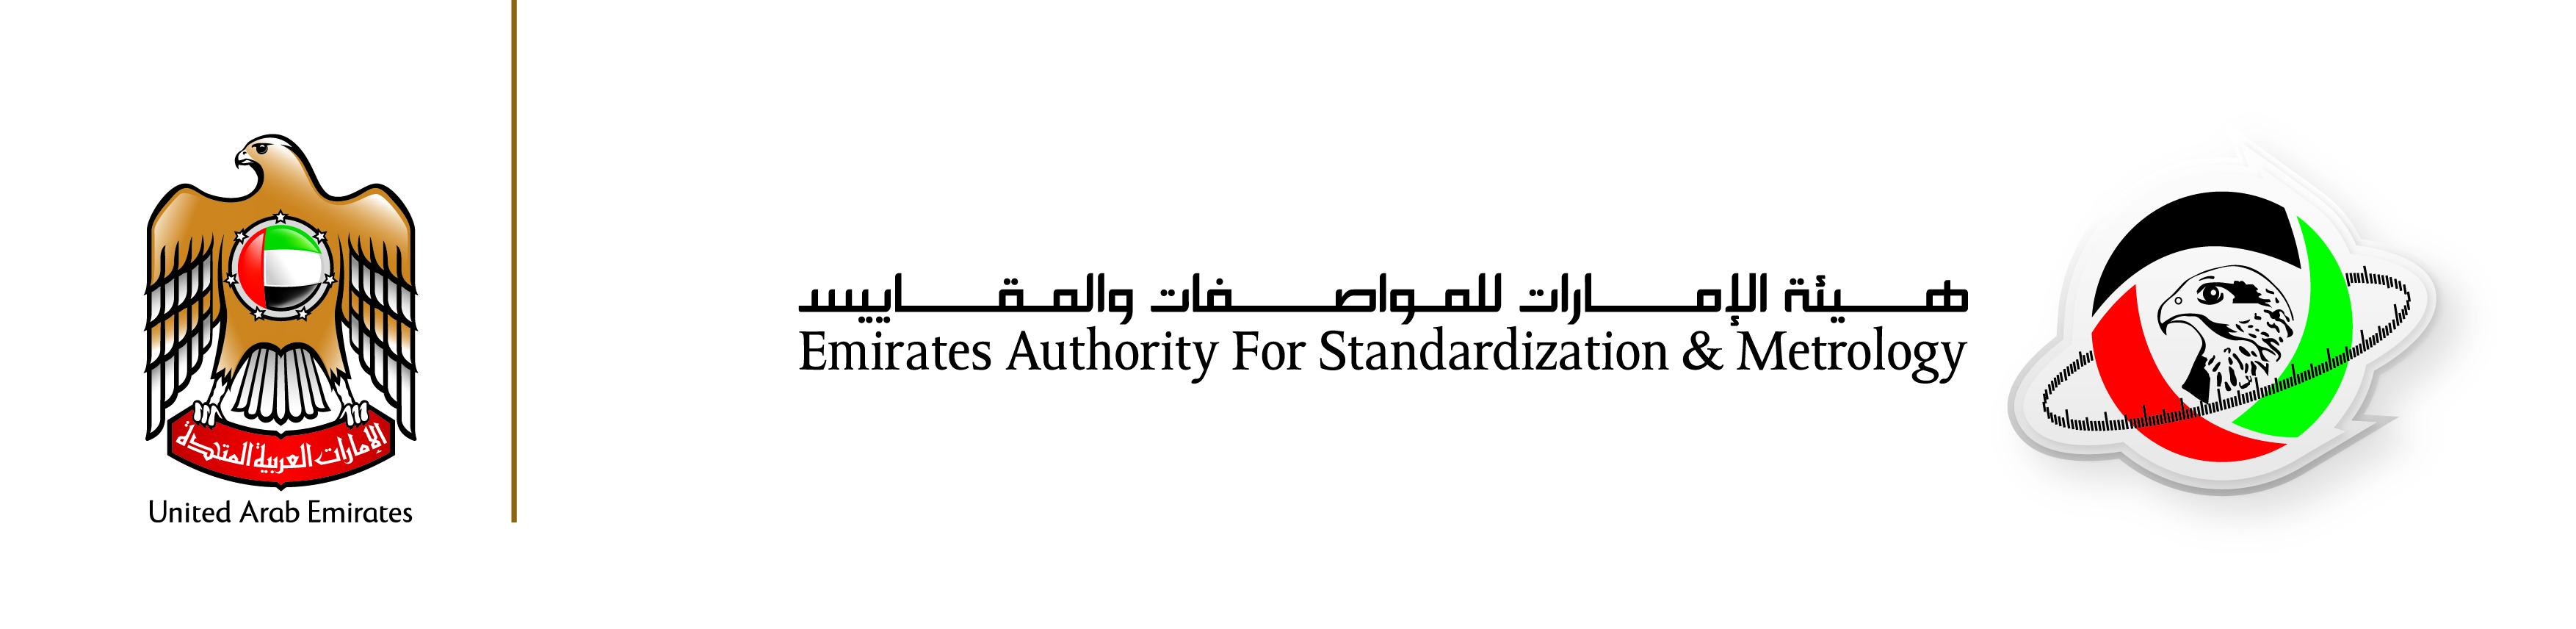 الإمارات العربية المتحدة
United Arab Emirates
هيئة الإمارات للمواصفات والمقاييس
Emirates Authority For Standardization & Metrology